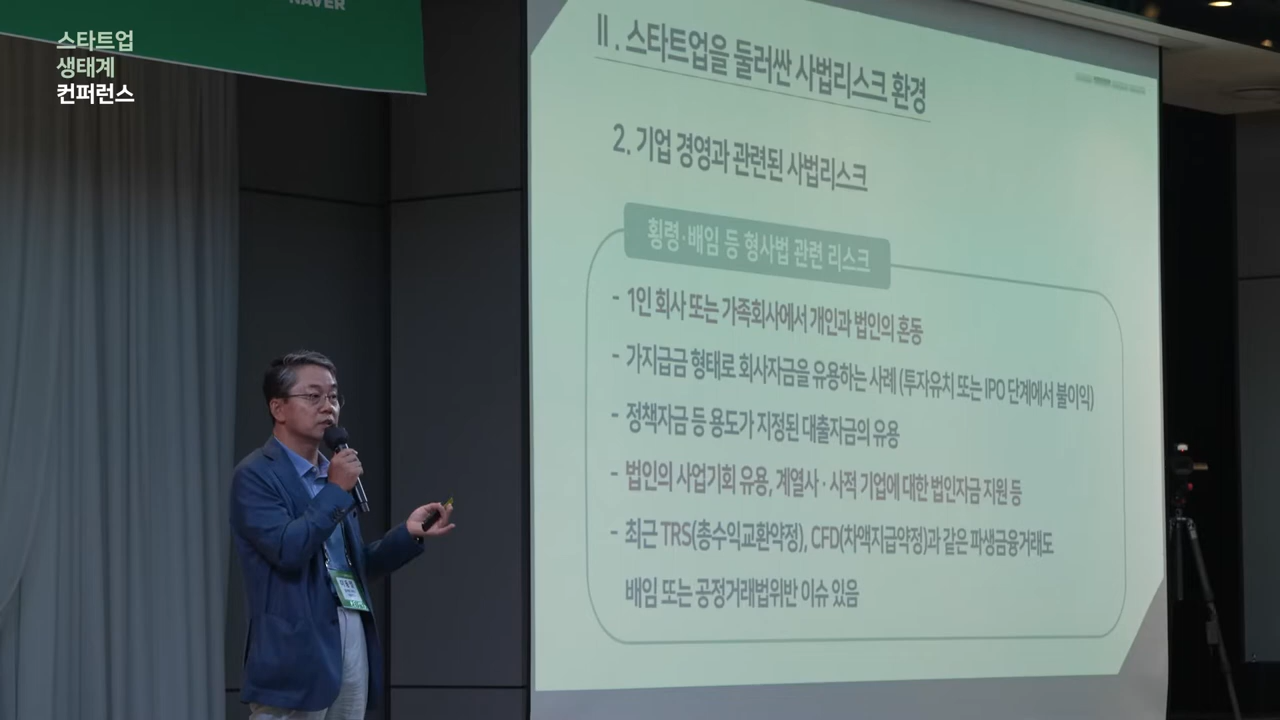 NAVER
스타트업
생태계
컨퍼런스
Ⅱ. 스타트업을 둘러싼 사법리스크 환경
2. 기업 경영과 관련된 사법리스크
횡령·배임 등 형사법 관련 리스크
- 1인 회사 또는 가족회사에서 개인과 법인의 혼동
- 가지급금 형태로 회사자금을 유용하는 사례 (투자유치 또는 IPO 단계에서 불이익)
- 정책자금 등 용도가 지정된 대출자금의 유용
- 법인의 사업기회 유용, 계열사·사적 기업에 대한 법인자금 지원 등
- 최근 TRS(총수익교환약정), CFD(차액지급약정)과 같은 파생금융거래도
배임 또는 공정거래법위반 이슈 있음